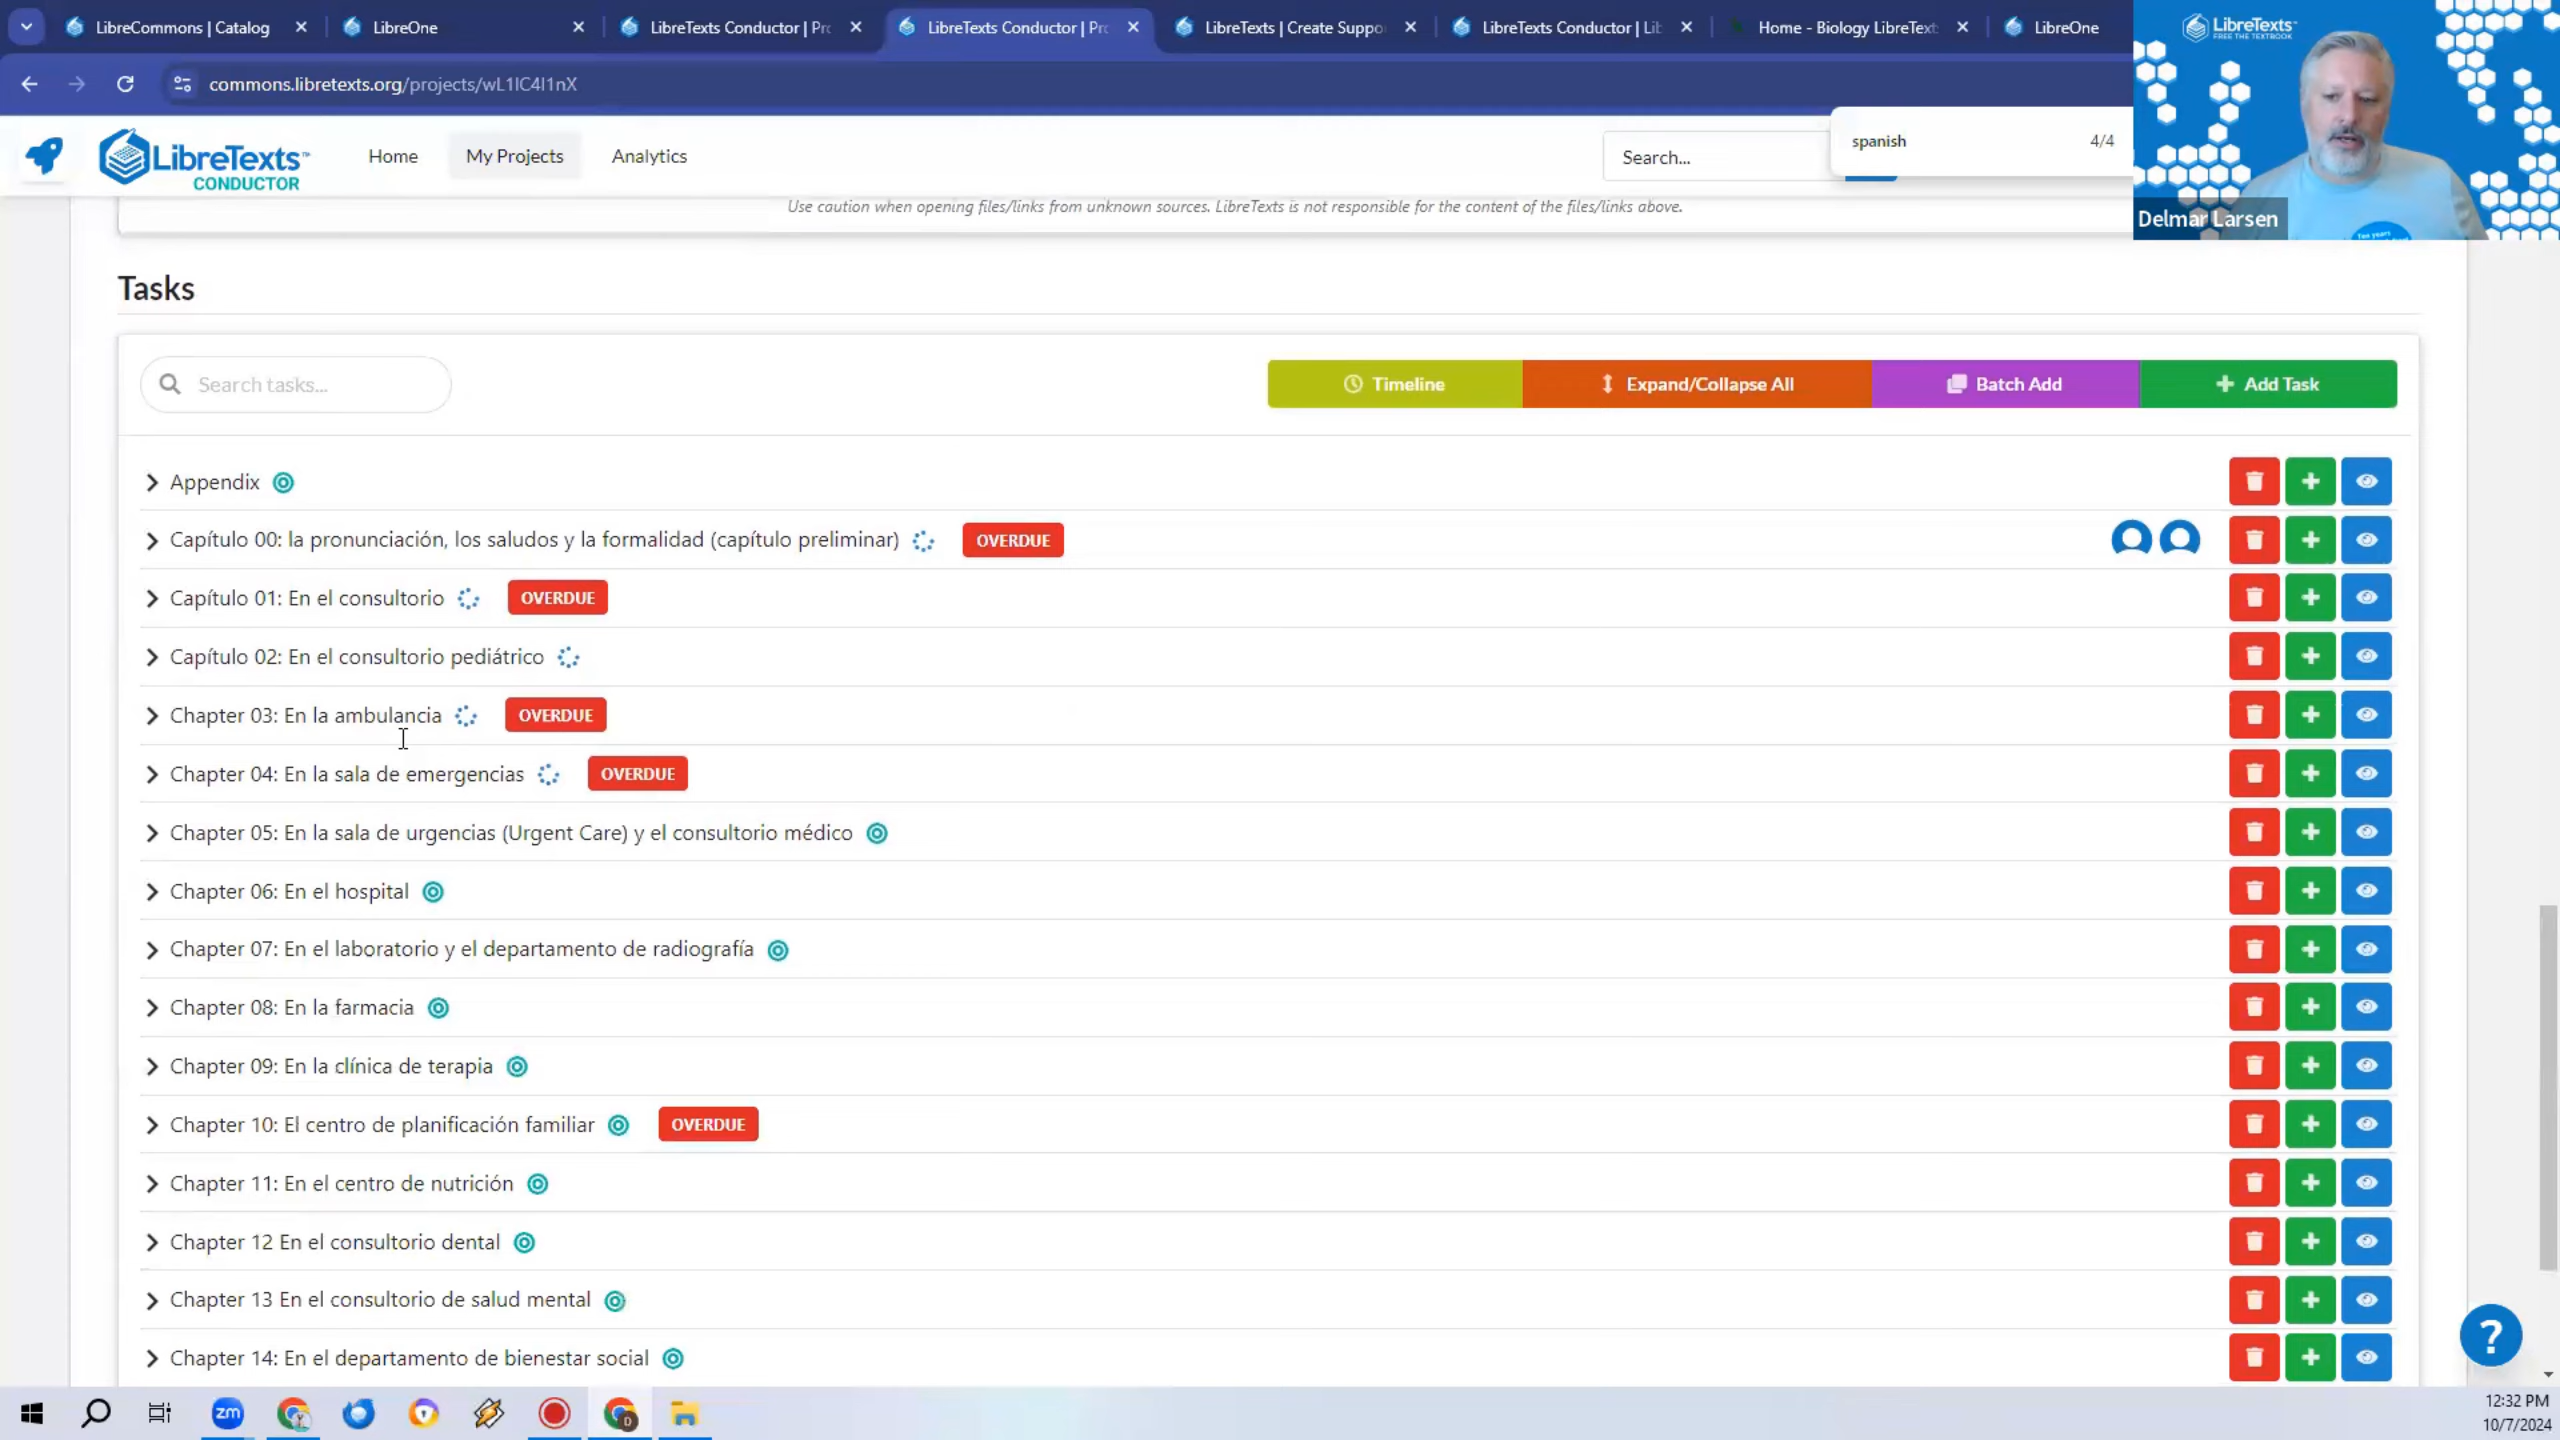 LibreCommons | Catalog
LibreOne
LibreTexts Conductor | Pr
LibreTexts Conductor | Pr
LibreTexts | Create Suppo
LibreTexts Conductor | Lib
Home - Biology LibreText
LibreOne
LibreTexts
FREE THE TEXTBOOK
commons.libretexts.org/projects/wL1lC4I1nX
LibreTexts™
CONDUCTOR
Home
My Projects
Analytics
Search...
spanish
4/4
Delmar Larsen
Use caution when opening files/links from unknown sources. LibreTexts is not responsible for the content of the files/links above.
Tasks
Search tasks...
Timeline
Expand/Collapse All
Batch Add
Add Task
Appendix
Capítulo 00: la pronunciación, los saludos y la formalidad (capítulo preliminar) OVERDUE
Capítulo 01: En el consultorio OVERDUE
Capítulo 02: En el consultorio pediátrico
Chapter 03: En la ambulancia OVERDUE
Chapter 04: En la sala de emergencias OVERDUE
Chapter 05: En la sala de urgencias (Urgent Care) y el consultorio médico
Chapter 06: En el hospital
Chapter 07: En el laboratorio y el departamento de radiografía
Chapter 08: En la farmacia
Chapter 09: En la clínica de terapia
Chapter 10: El centro de planificación familiar OVERDUE
Chapter 11: En el centro de nutrición
Chapter 12 En el consultorio dental
Chapter 13 En el consultorio de salud mental
Chapter 14: En el departamento de bienestar social
?
zm
D
12:32 PM
10/7/2024